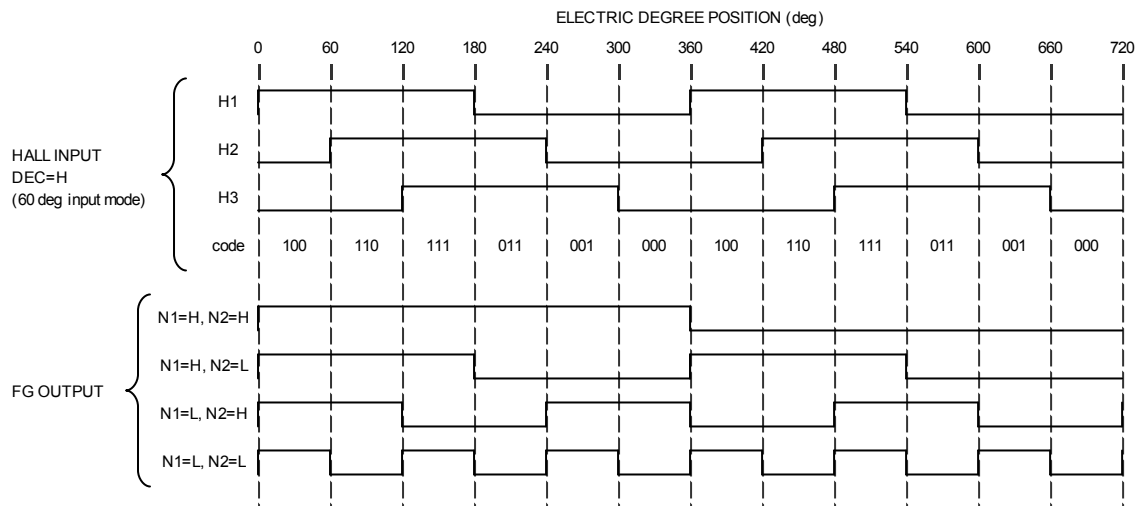 ELECTRIC DEGREE POSITION (deg)
0 60 120 180 240 300 360 420 480 540 600 660 720
HALL INPUT
DEC=H
(60 deg input mode)
H1
H2
H3
code 100 110 111 011 001 000 100 110 111 011 001 000
FG OUTPUT
N1=H, N2=H
N1=H, N2=L
N1=L, N2=H
N1=L, N2=L